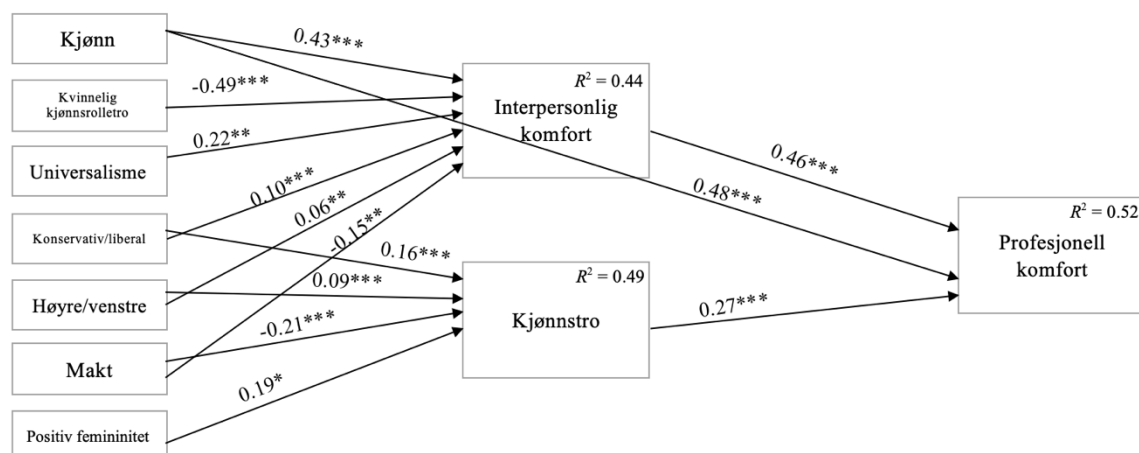 Kjønn
Kvinnelig
kjønnsrolletro
Universalisme
Konservativ/liberal
Høyre/venstre
Makt
Positiv femininitet
0.43***
-0.49***
0.22**
0.10***
0.06**
-0.15**
0.16***
0.09***
-0.21***
0.19*
R² = 0.44
Interpersonlig
komfort
R² = 0.49
Kjønnstro
0.46***
0.48***
0.27***
R² = 0.52
Profesjonell
komfort